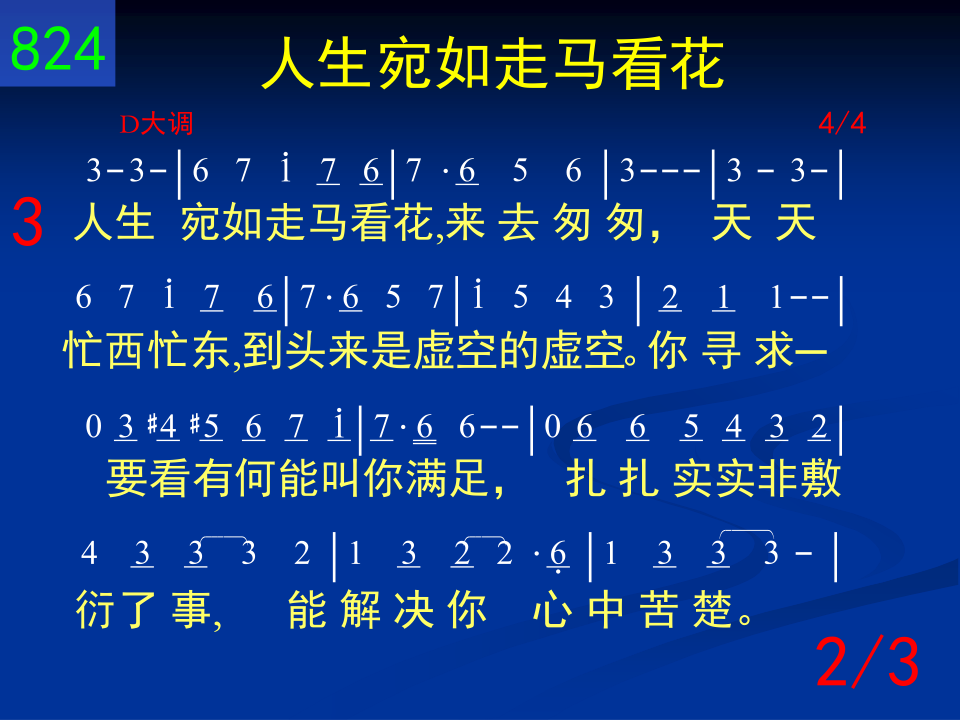 824
人生宛如走马看花
D大调 4/4
3-3-|6 7 i̇ 7 6|7 · 6 5 6|3---|3 - 3-|
3
人生 宛如走马看花,来 去 匆 匆， 天 天
6 7 i̇ 7 6|7 · 6 5 7|i̇ 5 4 3| 2 1 1--|
忙西忙东,到头来是虚空的虚空。你 寻 求—
0 3 #4 #5 6 7 i̇|7 · 6 6--|0 6 6 5 4 3 2|
要看有何能叫你满足， 扎 扎 实实非敷
4 3 3 3 2|1 3 2 2 · 6̣|1 3 3 3 - |
衍了 事, 能 解 决 你 心 中 苦 楚。
2/3